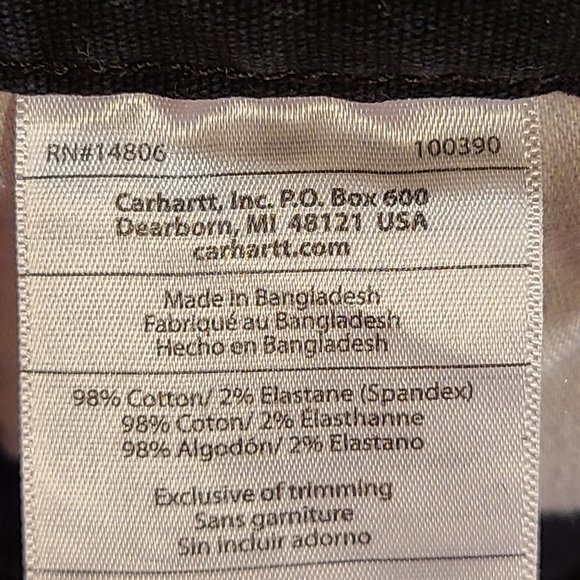 RN#14806 100390
Carhartt, Inc. P.O. Box 600
Dearborn, MI 48121 USA
carhartt.com
Made in Bangladesh
Fabriqué au Bangladesh
Hecho en Bangladesh
98% Cotton/ 2% Elastane (Spandex)
98% Coton/ 2% Elasthanne
98% Algodón/ 2% Elastano
Exclusive of trimming
Sans garniture
Sin incluir adorno